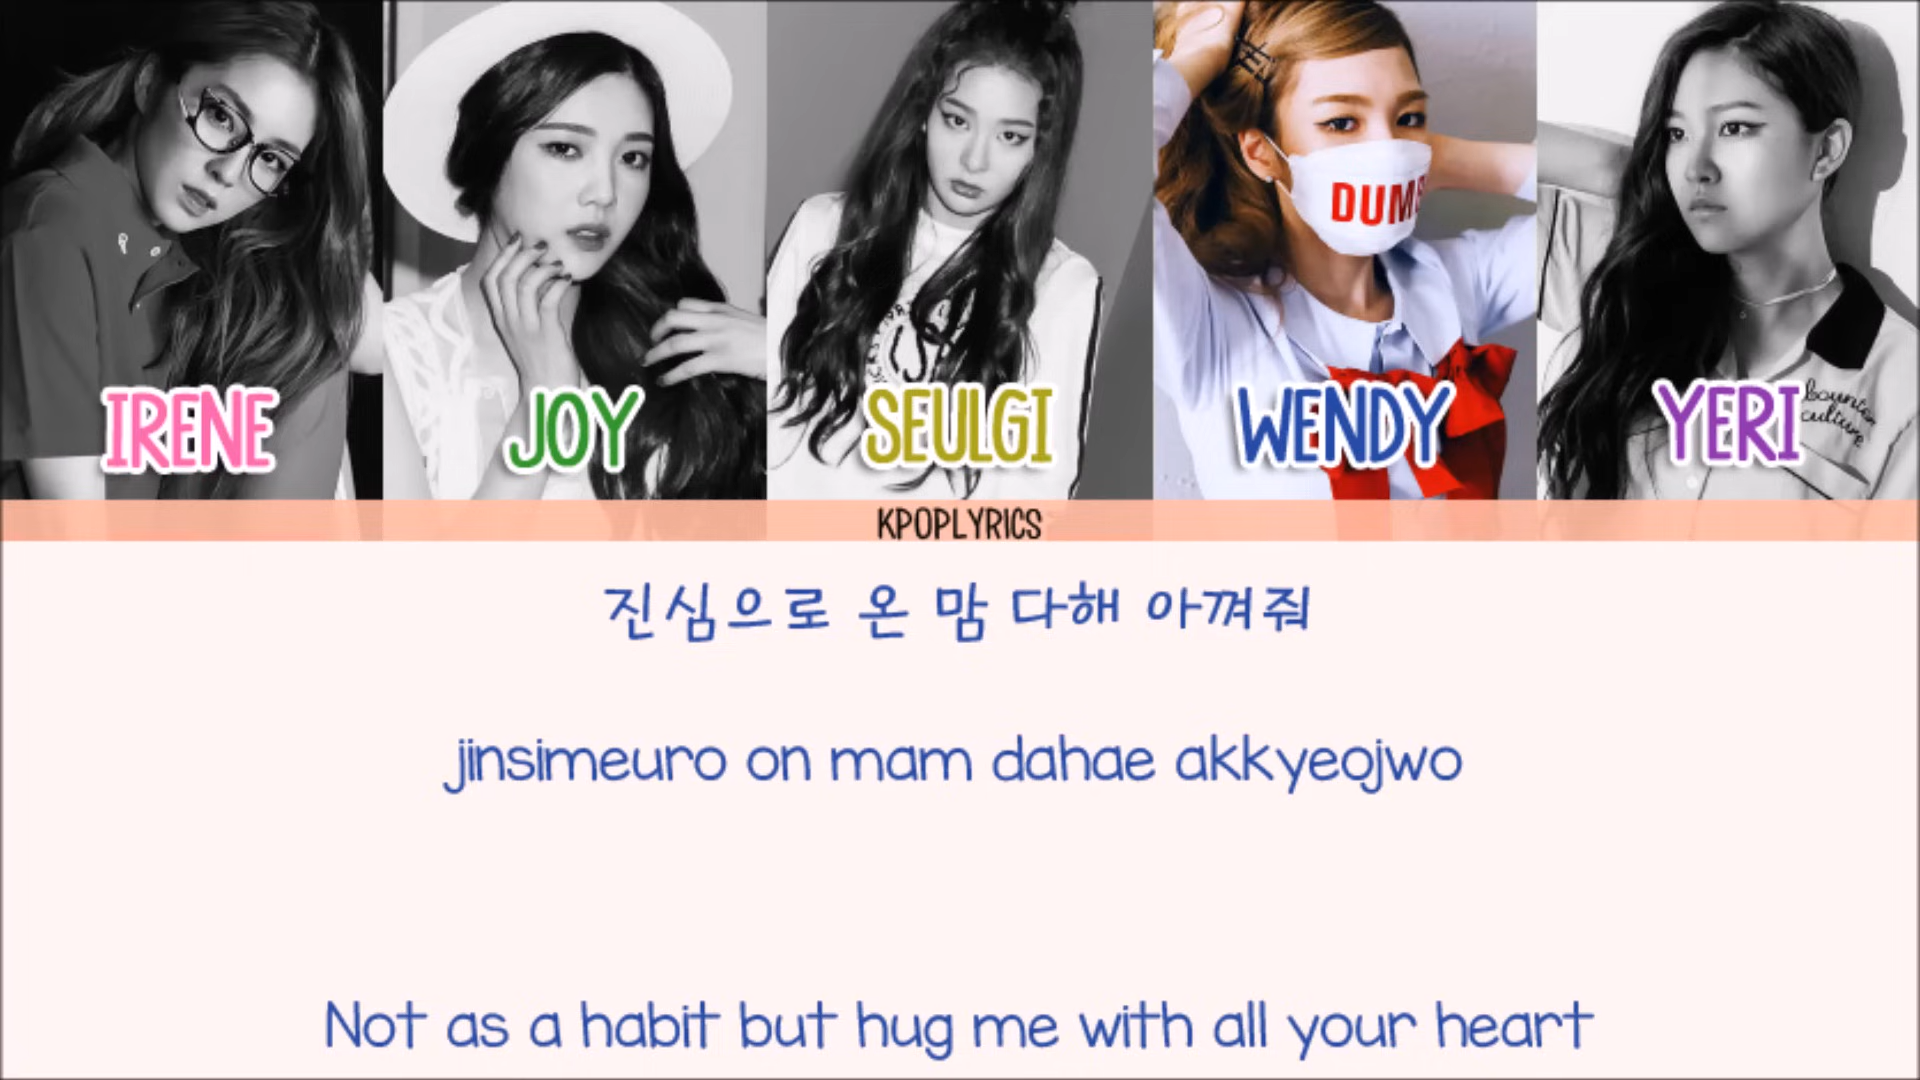 DUMB
IRENE
JOY
SEULGI
WENDY
YERI
KPOPLYRICS
진심으로 온 맘 다해 아껴줘
jinsimeuro on mam dahae akkyeojwo
Not as a habit but hug me with all your heart